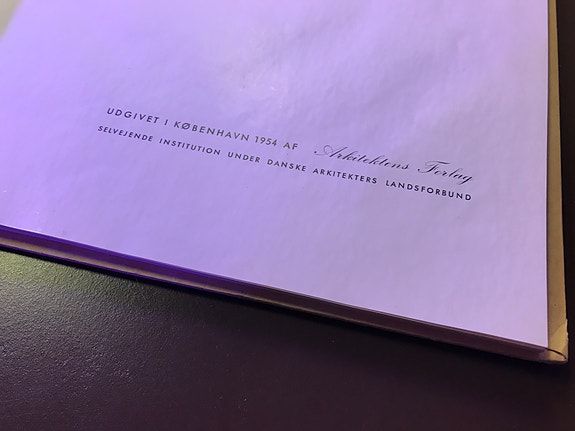 UDGIVET I KØBENHAVN 1954 AF Arkitektens Forlag
SELVEJENDE INSTITUTION UNDER DANSKE ARKITEKTERS LANDSFORBUND